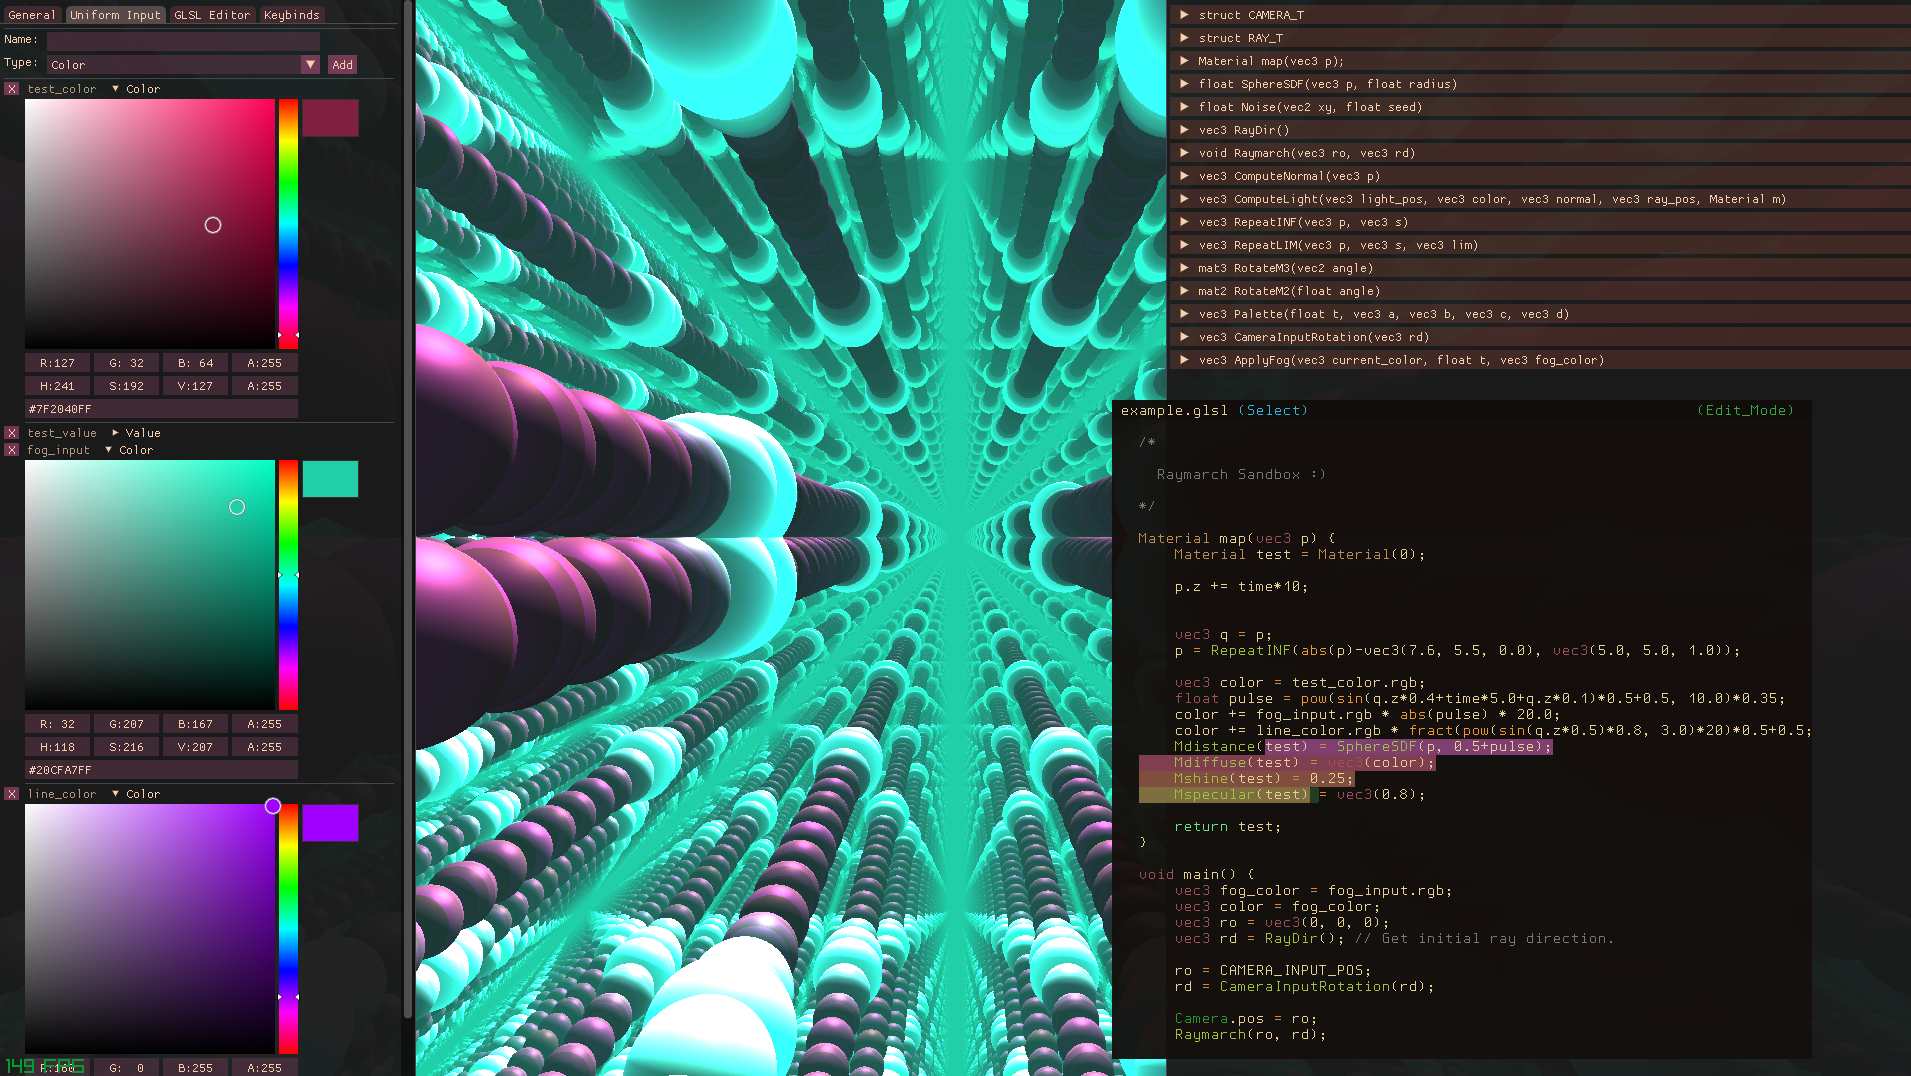 General Uniform Input GLSL Editor Keybinds
Name:
Type: Color Add
X test_color Color
R:127 G: 32 B: 64 A:255
H:241 S:192 V:127 A:255
#7F2040FF
X test_value Value
X fog_input Color
R: 32 G:207 B:167 A:255
H:118 S:216 V:207 A:255
#20CFA7FF
X line_color Color
R:160 G: 0 B:255 A:255
149 FPS
struct CAMERA_T
struct RAY_T
Material map(vec3 p);
float SphereSDF(vec3 p, float radius)
float Noise(vec2 xy, float seed)
vec3 RayDir()
void Raymarch(vec3 ro, vec3 rd)
vec3 ComputeNormal(vec3 p)
vec3 ComputeLight(vec3 light_pos, vec3 color, vec3 normal, vec3 ray_pos, Material m)
vec3 RepeatINF(vec3 p, vec3 s)
vec3 RepeatLIM(vec3 p, vec3 s, vec3 lim)
mat3 RotateM3(vec2 angle)
mat2 RotateM2(float angle)
vec3 Palette(float t, vec3 a, vec3 b, vec3 c, vec3 d)
vec3 CameraInputRotation(vec3 rd)
vec3 ApplyFog(vec3 current_color, float t, vec3 fog_color)
example.glsl (Select) (Edit_Mode)
/*
Raymarch Sandbox :)
*/
Material map(vec3 p) {
Material test = Material(0);
p.z += time*10;
vec3 q = p;
p = RepeatINF(abs(p)-vec3(7.6, 5.5, 0.0), vec3(5.0, 5.0, 1.0));
vec3 color = test_color.rgb;
float pulse = pow(sin(q.z*0.4+time*5.0+q.z*0.1)*0.5+0.5, 10.0)*0.35;
color += fog_input.rgb * abs(pulse) * 20.0;
color += line_color.rgb * fract(pow(sin(q.z*0.5)*0.8, 3.0)*20)*0.5+0.5;
Mdistance(test) = SphereSDF(p, 0.5+pulse);
Mdiffuse(test) = vec3(color);
Mshine(test) = 0.25;
Mspecular(test) = vec3(0.8);
return test;
}
void main() {
vec3 fog_color = fog_input.rgb;
vec3 color = fog_color;
vec3 ro = vec3(0, 0, 0);
vec3 rd = RayDir(); // Get initial ray direction.
ro = CAMERA_INPUT_POS;
rd = CameraInputRotation(rd);
Camera.pos = ro;
Raymarch(ro, rd);